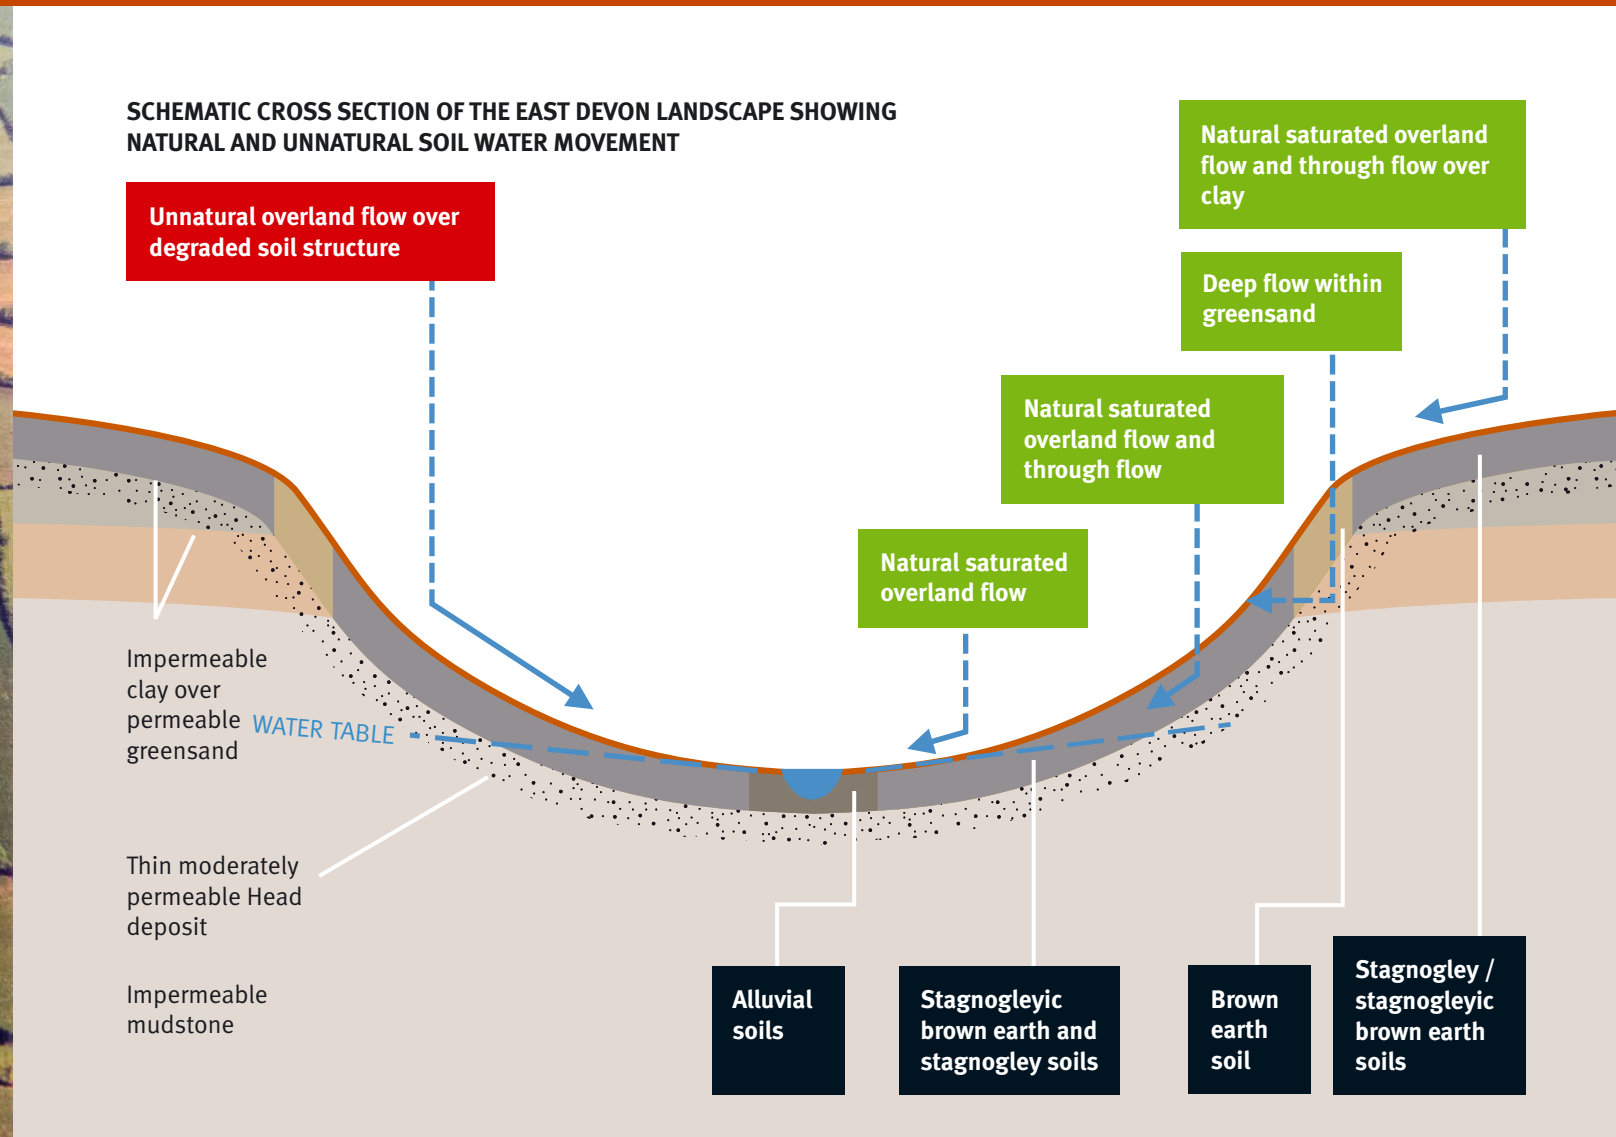 SCHEMATIC CROSS SECTION OF THE EAST DEVON LANDSCAPE SHOWING
NATURAL AND UNNATURAL SOIL WATER MOVEMENT
Unnatural overland flow over
degraded soil structure
Natural saturated overland
flow and through flow over
clay
Deep flow within
greensand
Natural saturated
overland flow and
through flow
Natural saturated
overland flow
Impermeable
clay over
permeable
greensand
WATER TABLE
Thin moderately
permeable Head
deposit
Impermeable
mudstone
Alluvial
soils
Stagnogleyic
brown earth and
stagnogley soils
Brown
earth
soil
Stagnogley /
stagnogleyic
brown earth
soils